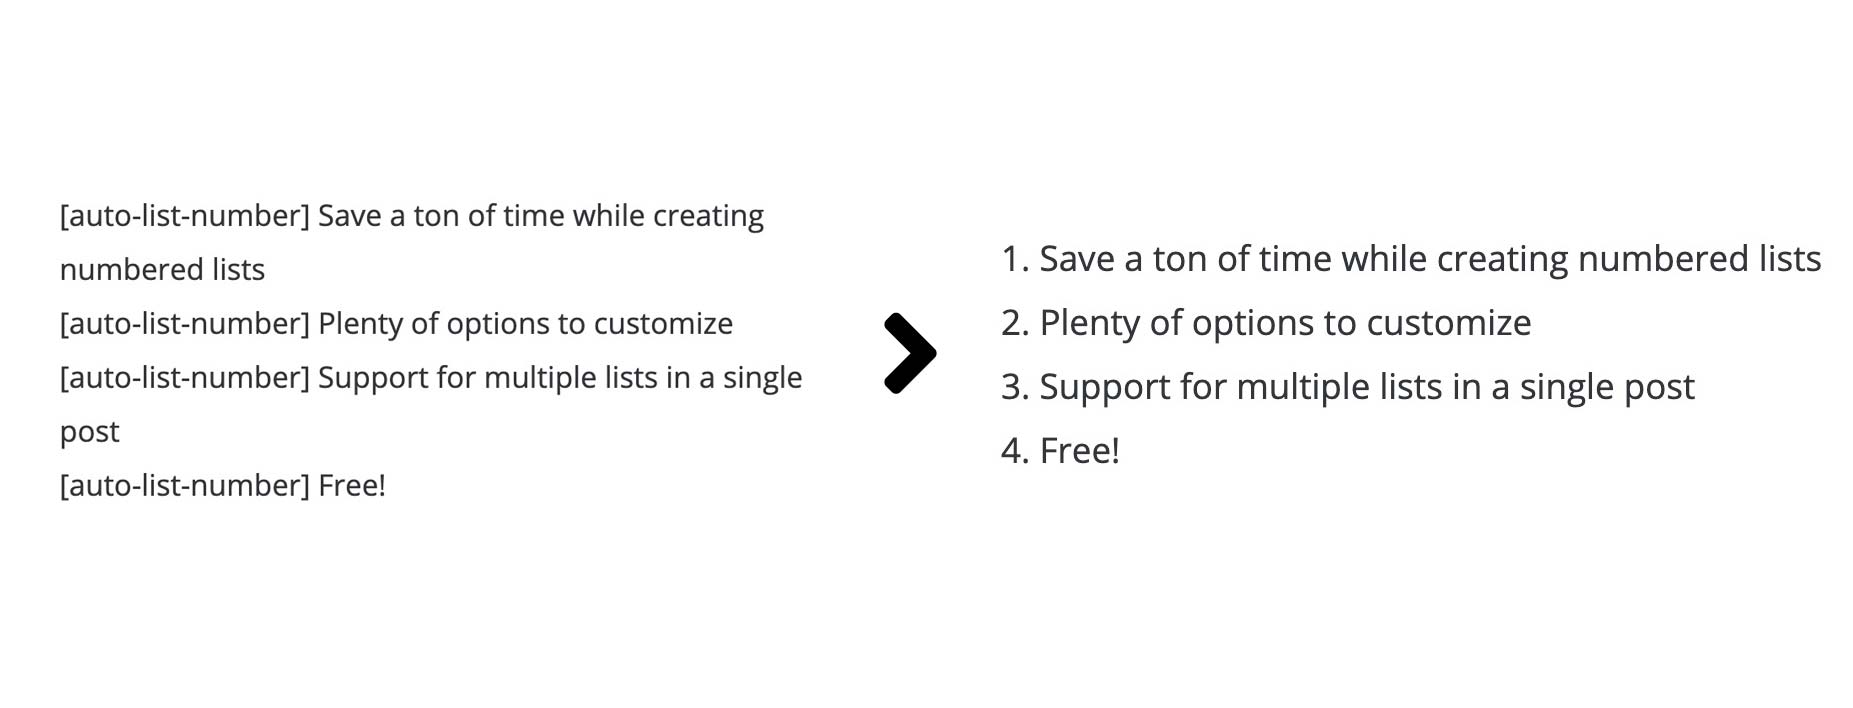 [auto-list-number] Save a ton of time while creating
numbered lists
[auto-list-number] Plenty of options to customize
[auto-list-number] Support for multiple lists in a single
post
[auto-list-number] Free!
1. Save a ton of time while creating numbered lists
2. Plenty of options to customize
3. Support for multiple lists in a single post
4. Free!